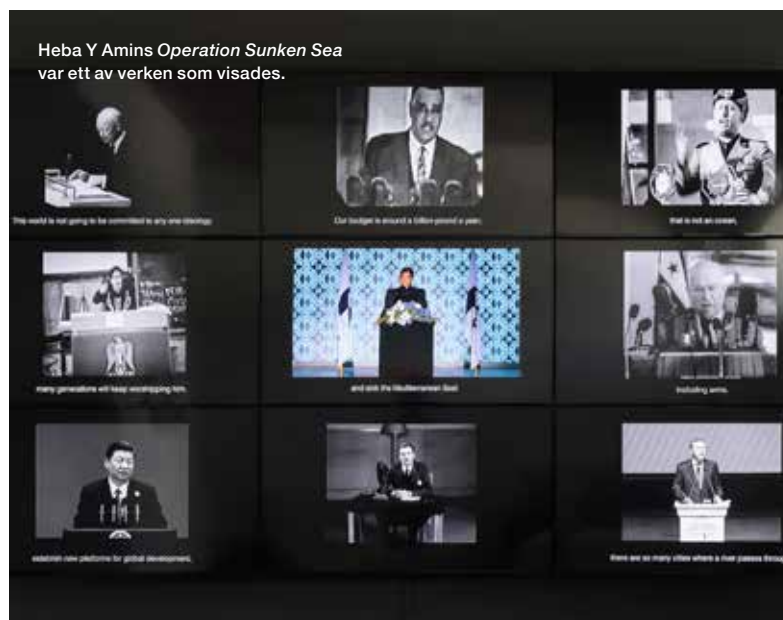 Heba Y Amins Operation Sunken Sea
var ett av verken som visades.
This world is not going to be committed to any one ideology.
Our budget is around a billion pound a year.
that is not an ocean,
many generations will keep worshipping him.
and sink the Mediterranean Sea!
including arms.
establish new platforms for global development.
there are so many cities where a river passes throug